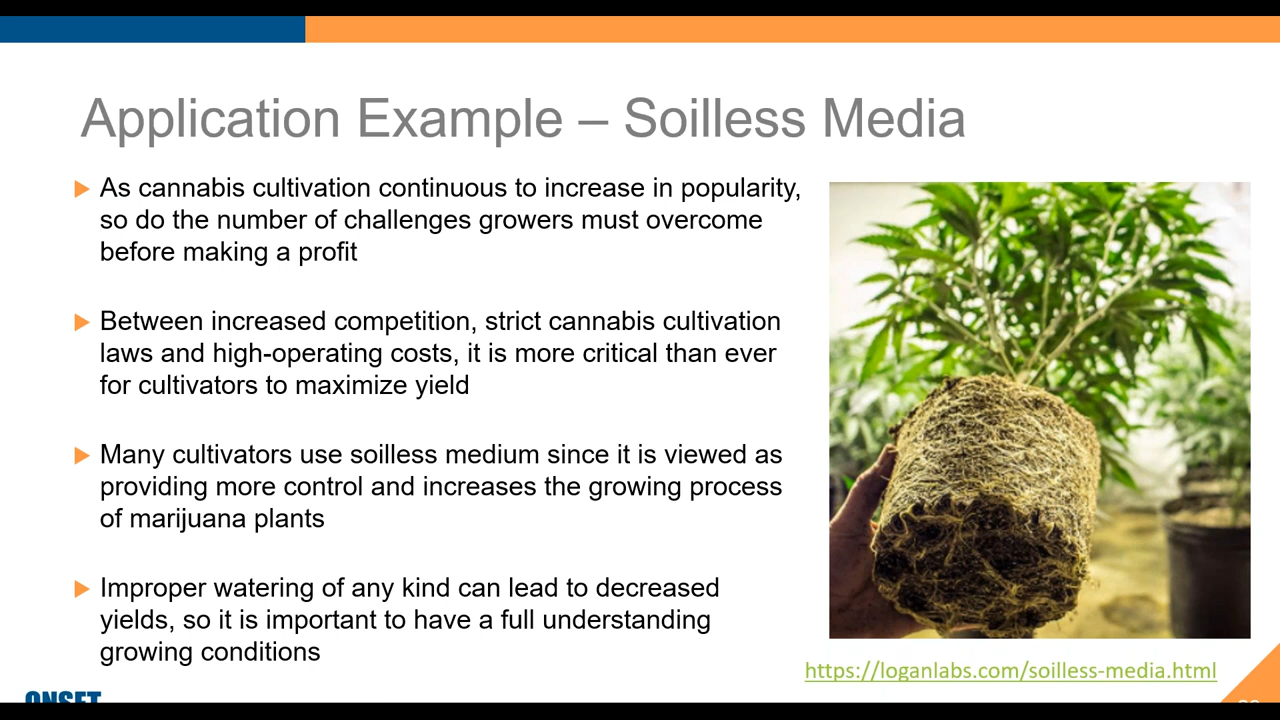 Application Example – Soilless Media
As cannabis cultivation continuous to increase in popularity,
so do the number of challenges growers must overcome
before making a profit
Between increased competition, strict cannabis cultivation
laws and high-operating costs, it is more critical than ever
for cultivators to maximize yield
Many cultivators use soilless medium since it is viewed as
providing more control and increases the growing process
of marijuana plants
Improper watering of any kind can lead to decreased
yields, so it is important to have a full understanding
growing conditions
https://loganlabs.com/soilless-media.html
ONSET